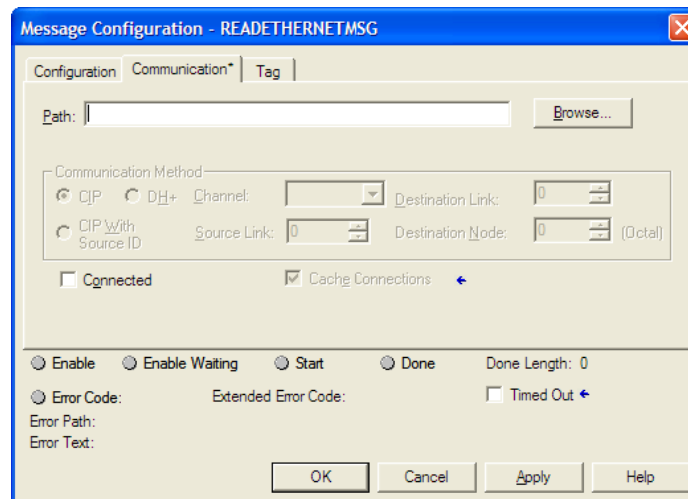 Message Configuration - READETHERNETMSG
Configuration Communication* Tag
Path: Browse...
Communication Method
CIP DH+ Channel: Destination Link: 0
CIP With Source ID Source Link: 0 Destination Node: 0 (Octal)
Connected Cache Connections
Enable Enable Waiting Start Done Done Length: 0
Error Code: Extended Error Code: Timed Out
Error Path:
Error Text:
OK Cancel Apply Help